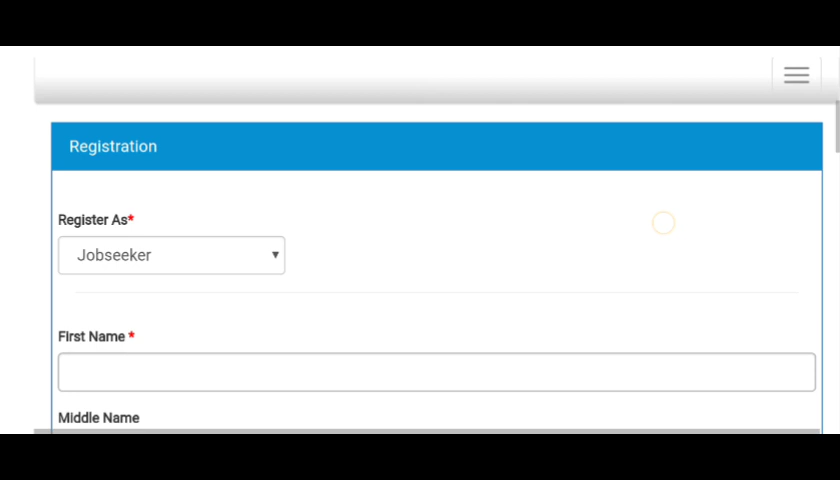 Registration
Register As*
Jobseeker
First Name *
Middle Name